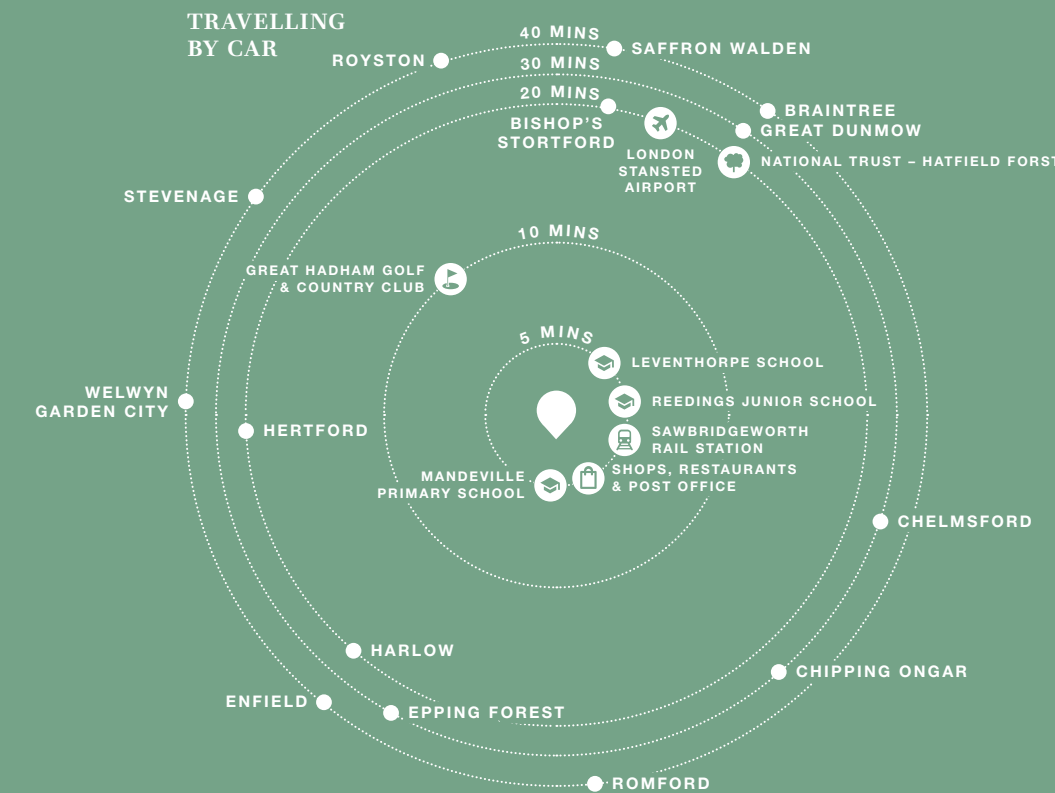 TRAVELLING
BY CAR
40 MINS
SAFFRON WALDEN
ROYSTON
30 MINS
20 MINS
BRAINTREE
BISHOP'S
STORTFORD
GREAT DUNMOW
LONDON
STANSTED
AIRPORT
NATIONAL TRUST – HATFIELD FORST
STEVENAGE
10 MINS
GREAT HADHAM GOLF
& COUNTRY CLUB
5 MINS
LEVENTHORPE SCHOOL
WELWYN
GARDEN CITY
REEDINGS JUNIOR SCHOOL
HERTFORD
SAWBRIDGEWORTH
RAIL STATION
SHOPS, RESTAURANTS
& POST OFFICE
MANDEVILLE
PRIMARY SCHOOL
CHELMSFORD
HARLOW
CHIPPING ONGAR
ENFIELD
EPPING FOREST
ROMFORD